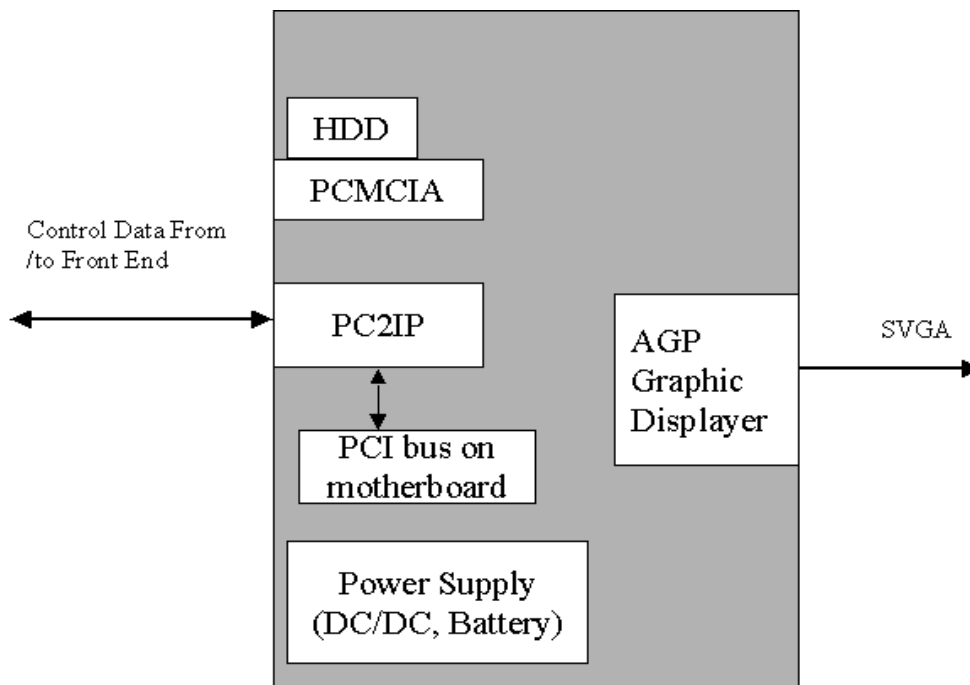 HDD
PCMCIA
Control Data From
/to Front End
PC2IP
SVGA
AGP
Graphic
Displayer
PCI bus on
motherboard
Power Supply
(DC/DC, Battery)